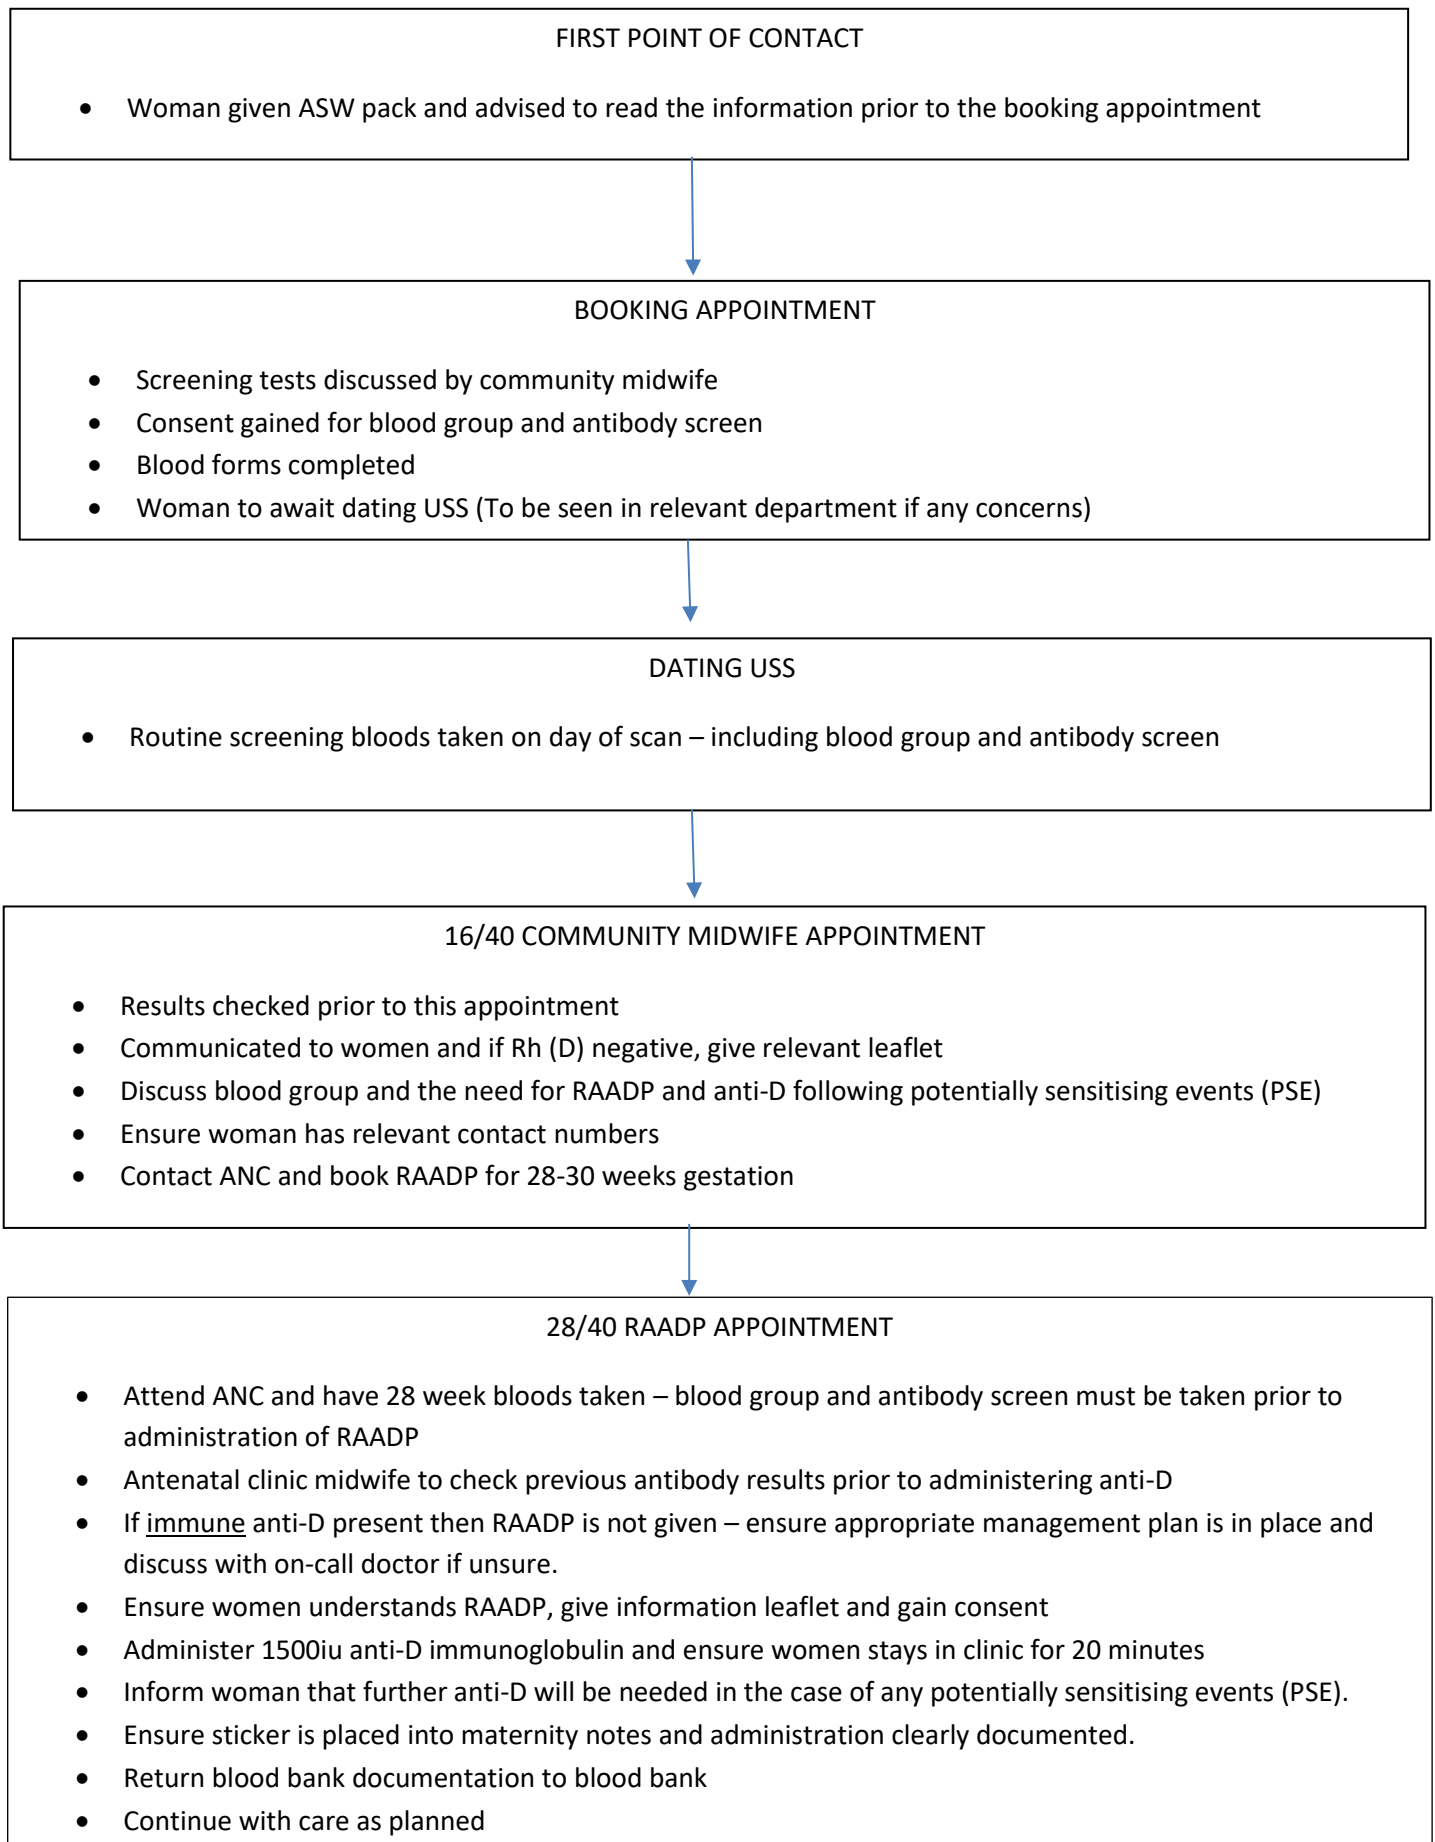 FIRST POINT OF CONTACT
• Woman given ASW pack and advised to read the information prior to the booking appointment
BOOKING APPOINTMENT
• Screening tests discussed by community midwife
• Consent gained for blood group and antibody screen
• Blood forms completed
• Woman to await dating USS (To be seen in relevant department if any concerns)
DATING USS
• Routine screening bloods taken on day of scan – including blood group and antibody screen
16/40 COMMUNITY MIDWIFE APPOINTMENT
• Results checked prior to this appointment
• Communicated to women and if Rh (D) negative, give relevant leaflet
• Discuss blood group and the need for RAADP and anti-D following potentially sensitising events (PSE)
• Ensure woman has relevant contact numbers
• Contact ANC and book RAADP for 28-30 weeks gestation
28/40 RAADP APPOINTMENT
• Attend ANC and have 28 week bloods taken – blood group and antibody screen must be taken prior to
administration of RAADP
• Antenatal clinic midwife to check previous antibody results prior to administering anti-D
• If immune anti-D present then RAADP is not given – ensure appropriate management plan is in place and
discuss with on-call doctor if unsure.
• Ensure women understands RAADP, give information leaflet and gain consent
• Administer 1500iu anti-D immunoglobulin and ensure women stays in clinic for 20 minutes
• Inform woman that further anti-D will be needed in the case of any potentially sensitising events (PSE).
• Ensure sticker is placed into maternity notes and administration clearly documented.
• Return blood bank documentation to blood bank
• Continue with care as planned